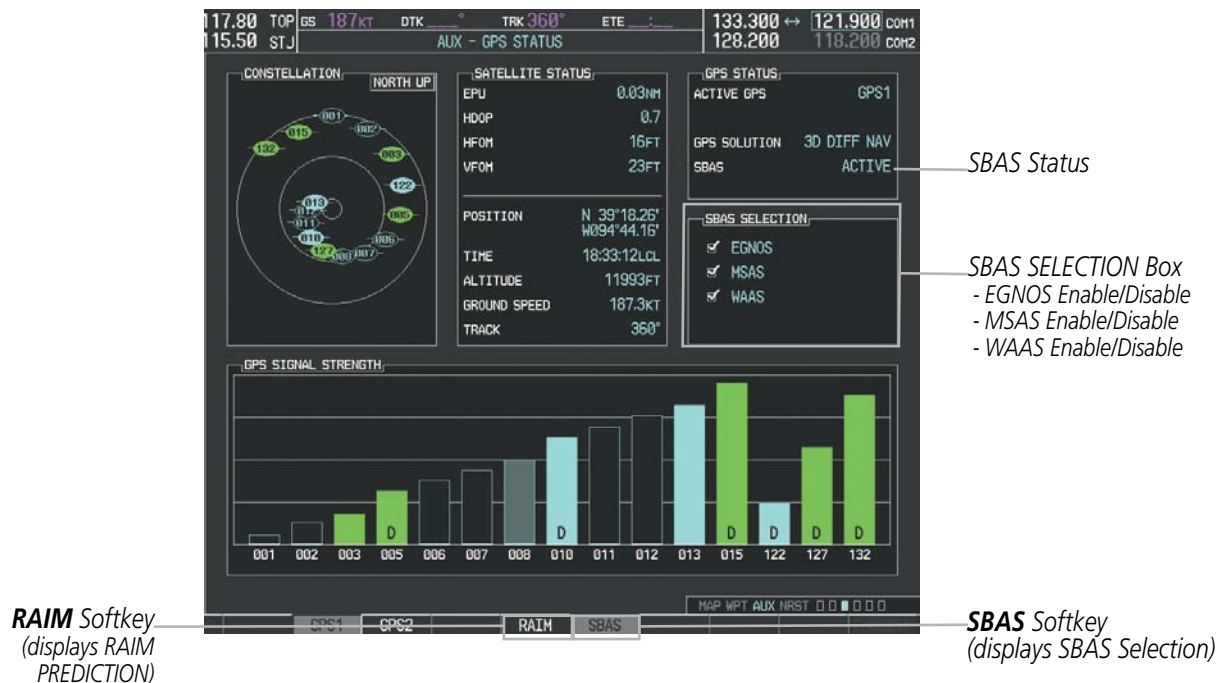 117.80 TOP GS 187KT DTK ___° TRK 360° ETE __:__ 133.300 ↔ 121.900 COM1
115.50 STJ AUX - GPS STATUS 128.200 118.200 COM2
CONSTELLATION
NORTH UP
001
002
015
132
003
122
005
013
012
011
010
006
127
008
007
SATELLITE STATUS
EPU 0.03NM
HDOP 0.7
HFOM 16FT
VFOM 23FT
POSITION N 39°18.26'
W094°44.16'
TIME 18:33:12LCL
ALTITUDE 11993FT
GROUND SPEED 187.3KT
TRACK 360°
GPS STATUS
ACTIVE GPS GPS1
GPS SOLUTION 3D DIFF NAV
SBAS ACTIVE
SBAS Status
SBAS SELECTION
EGNOS
MSAS
WAAS
SBAS SELECTION Box
- EGNOS Enable/Disable
- MSAS Enable/Disable
- WAAS Enable/Disable
GPS SIGNAL STRENGTH
D D D D D D
001 002 003 005 006 007 008 010 011 012 013 015 122 127 132
MAP WPT AUX NRST
GPS1 GPS2 RAIM SBAS
RAIM Softkey
(displays RAIM
PREDICTION)
SBAS Softkey
(displays SBAS Selection)